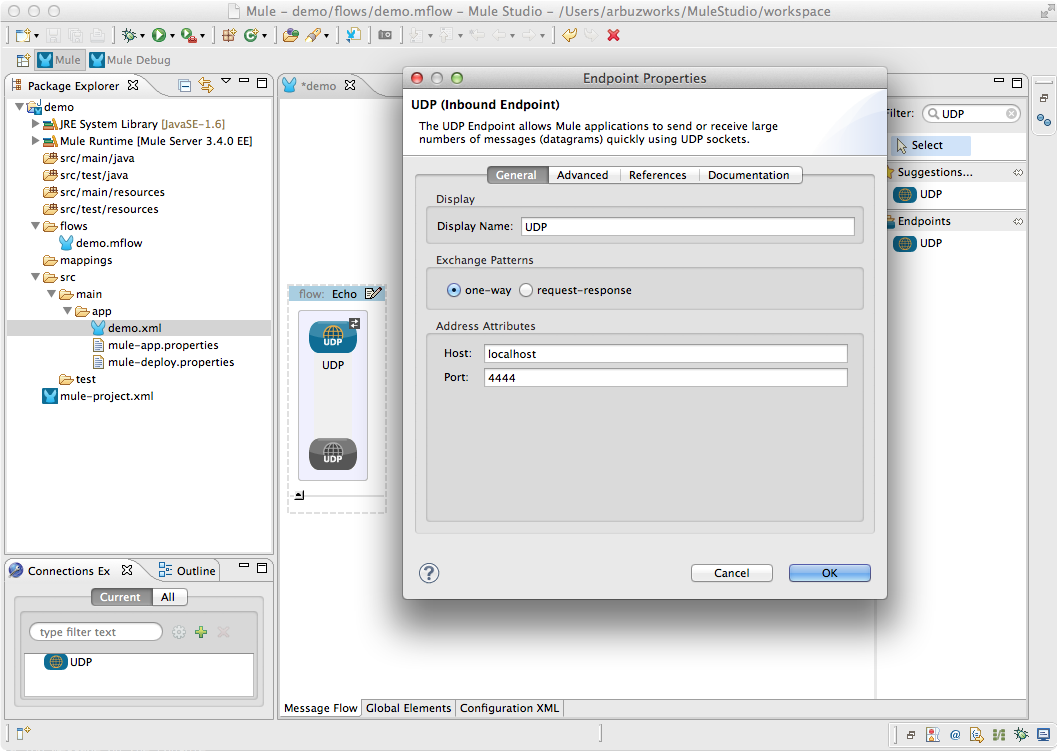 Mule – demo/flows/demo.mflow – Mule Studio – /Users/arbuzworks/MuleStudio/workspace
Mule
Mule Debug
Package Explorer
demo
JRE System Library [JavaSE-1.6]
Mule Runtime [Mule Server 3.4.0 EE]
src/main/java
src/test/java
src/main/resources
src/test/resources
flows
demo.mflow
mappings
src
main
app
demo.xml
mule-app.properties
mule-deploy.properties
test
mule-project.xml
Connections Ex
Outline
Current
All
type filter text
UDP
*demo
flow: Echo
UDP
UDP
UDP
Message Flow
Global Elements
Configuration XML
Endpoint Properties
UDP (Inbound Endpoint)
The UDP Endpoint allows Mule applications to send or receive large
numbers of messages (datagrams) quickly using UDP sockets.
General
Advanced
References
Documentation
Display
Display Name:
UDP
Exchange Patterns
one-way
request-response
Address Attributes
Host:
localhost
Port:
4444
?
Cancel
OK
ilter:
UDP
Select
Suggestions...
UDP
Endpoints
UDP